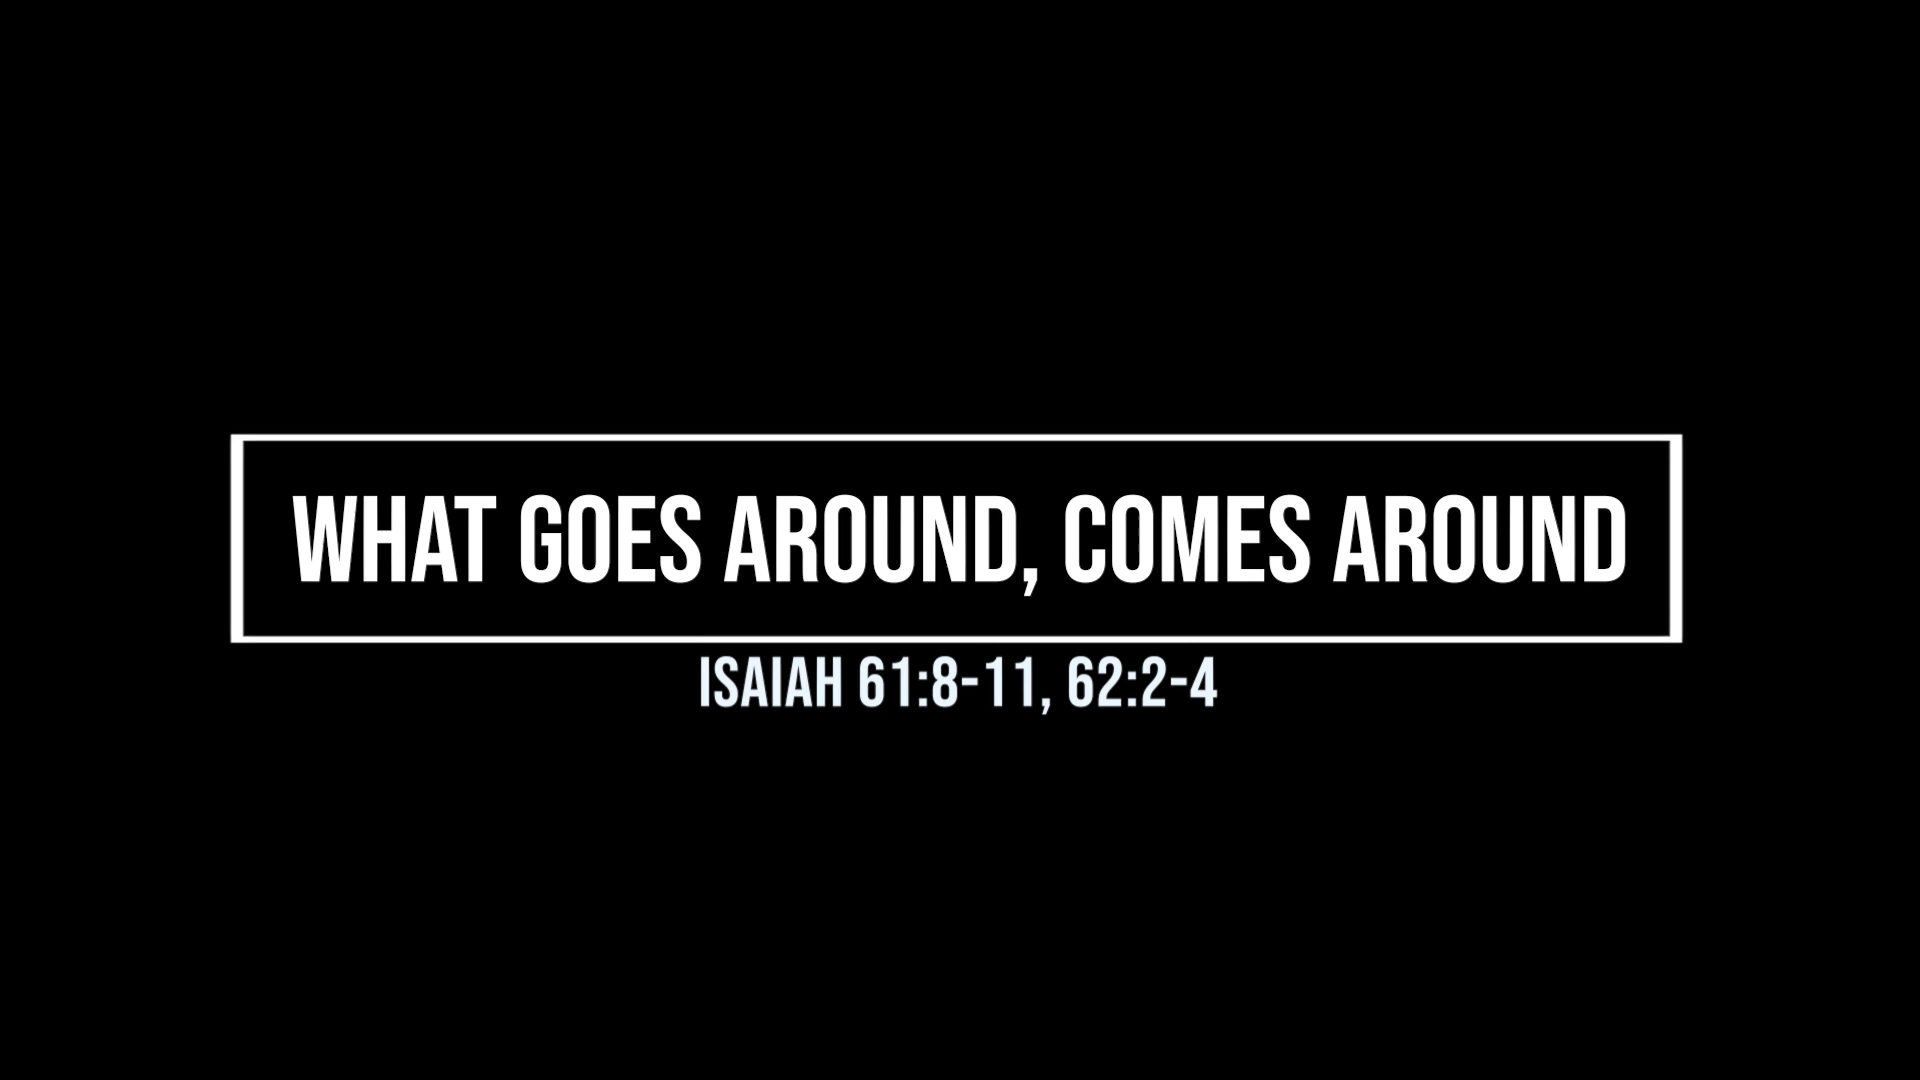 WHAT GOES AROUND, COMES AROUND
ISAIAH 61:8-11, 62:2-4